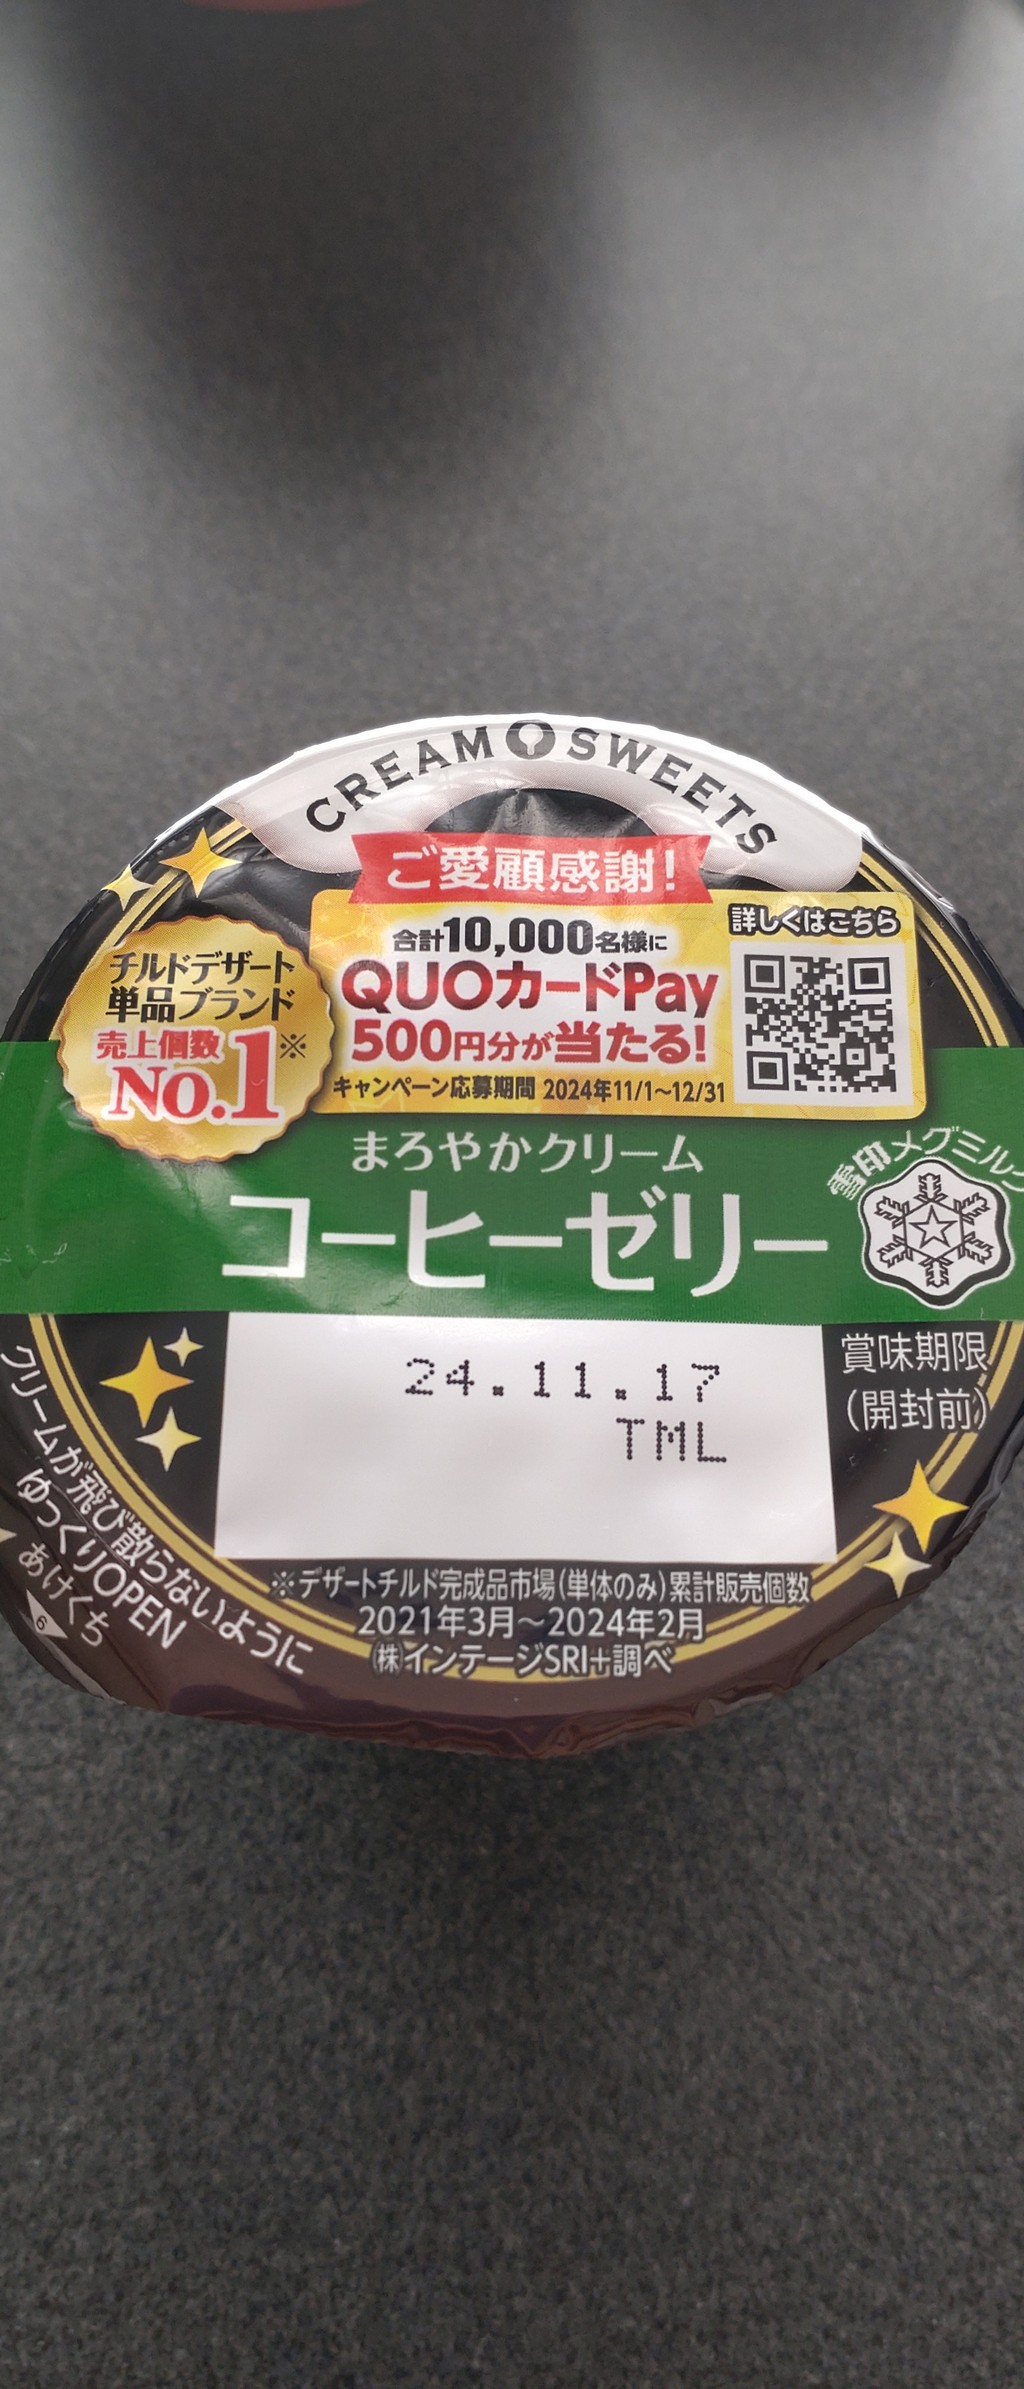 CREAM SWEETS
ご愛顧感謝!
合計10,000名様に
QUOカードPay
500円分が当たる!
キャンペーン応募期間 2024年11/1~12/31
詳しくはこちら
チルドデザート
単品ブランド
売上個数
No.1※
まろやかクリーム
コーヒーゼリー
雪印メグミルク
24.11.17
TML
賞味期限
(開封前)
クリームが飛び散らないように
ゆっくりOPEN
あけくち
6
※デザートチルド完成品市場(単体のみ)累計販売個数
2021年3月~2024年2月
㈱インテージSRI+調べ